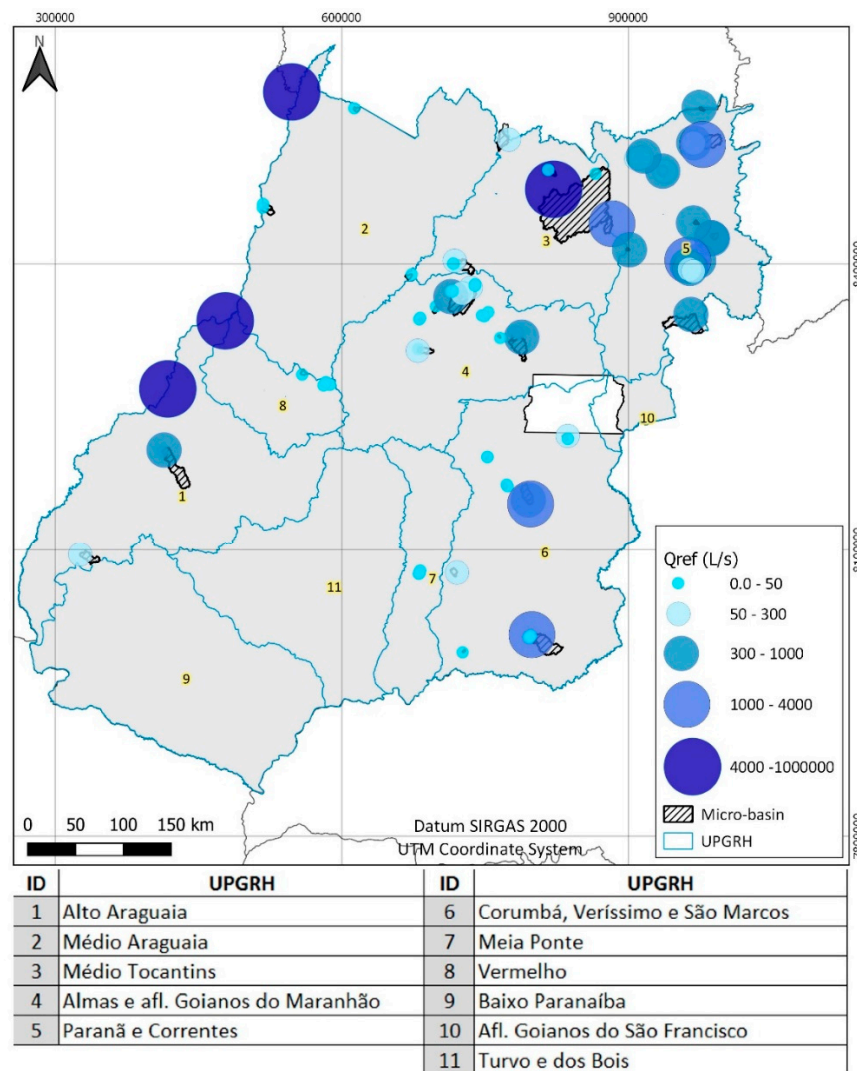 300000 600000 900000
N
2
3
5
8400000
4
8
10
1
6
8100000
11
7
9
Qref (L/s)
0.0 - 50
50 - 300
300 - 1000
1000 - 4000
4000 -1000000
Micro-basin
UPGRH
0 50 100 150 km
Datum SIRGAS 2000
UTM Coordinate System
7800000
ID UPGRH ID UPGRH
1 Alto Araguaia 6 Corumbá, Veríssimo e São Marcos
2 Médio Araguaia 7 Meia Ponte
3 Médio Tocantins 8 Vermelho
4 Almas e afl. Goianos do Maranhão 9 Baixo Paranaíba
5 Paranã e Correntes 10 Afl. Goianos do São Francisco
11 Turvo e dos Bois